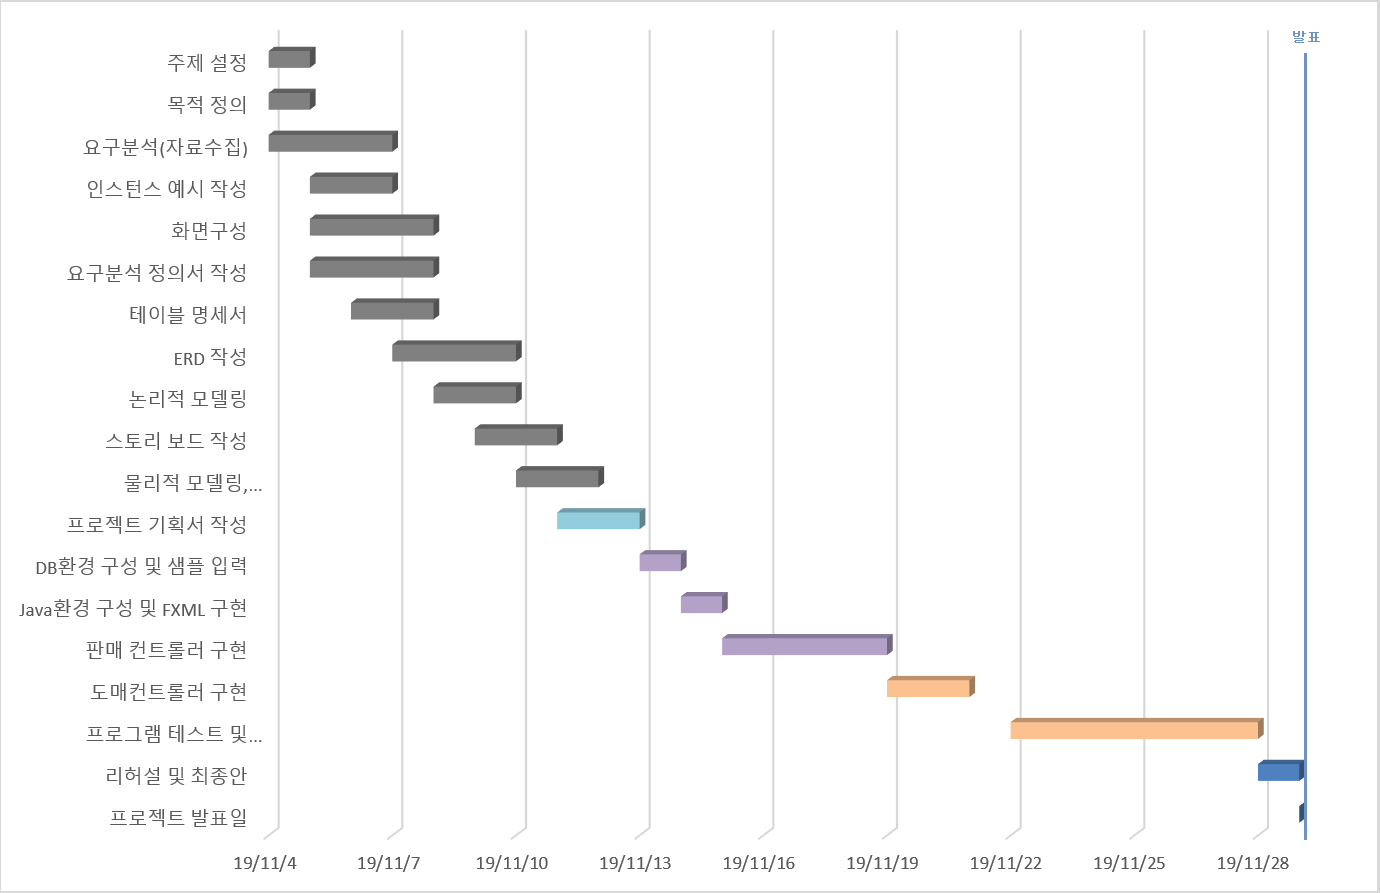 발표
주제 설정
목적 정의
요구분석(자료수집)
인스턴스 예시 작성
화면구성
요구분석 정의서 작성
테이블 명세서
ERD 작성
논리적 모델링
스토리 보드 작성
물리적 모델링,...
프로젝트 기획서 작성
DB환경 구성 및 샘플 입력
Java환경 구성 및 FXML 구현
판매 컨트롤러 구현
도매컨트롤러 구현
프로그램 테스트 및...
리허설 및 최종안
프로젝트 발표일
19/11/4 19/11/7 19/11/10 19/11/13 19/11/16 19/11/19 19/11/22 19/11/25 19/11/28